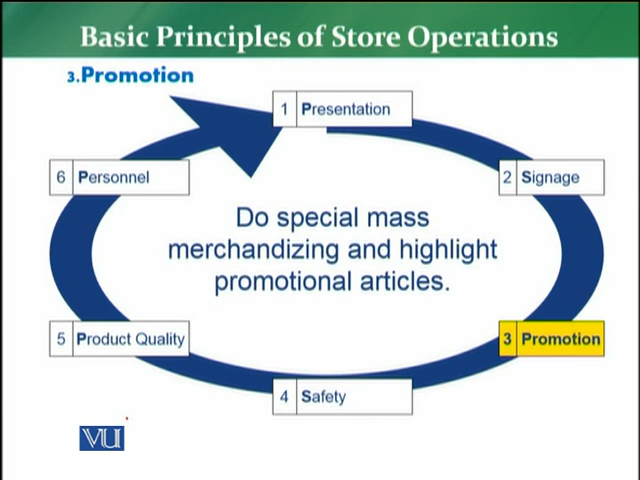 Basic Principles of Store Operations
3.Promotion
1 Presentation
6 Personnel
2 Signage
Do special mass
merchandizing and highlight
promotional articles.
5 Product Quality
3 Promotion
4 Safety
VU